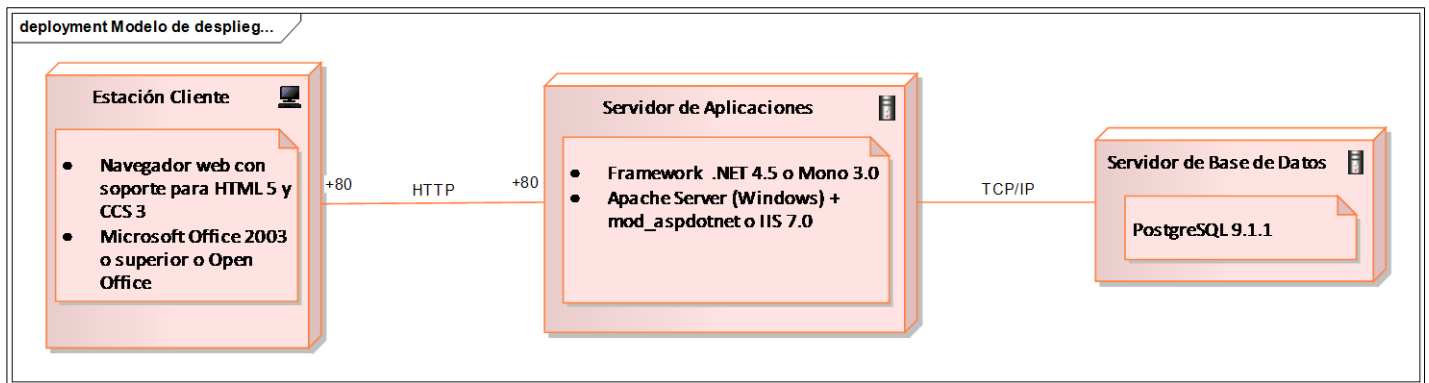 deployment Modelo de desplieg...
Estación Cliente
● Navegador web con
soporte para HTML 5 y
CCS 3
● Microsoft Office 2003
o superior o Open
Office
+80
HTTP
+80
Servidor de Aplicaciones
● Framework .NET 4.5 o Mono 3.0
● Apache Server (Windows) +
mod_aspdotnet o IIS 7.0
TCP/IP
Servidor de Base de Datos
PostgreSQL 9.1.1